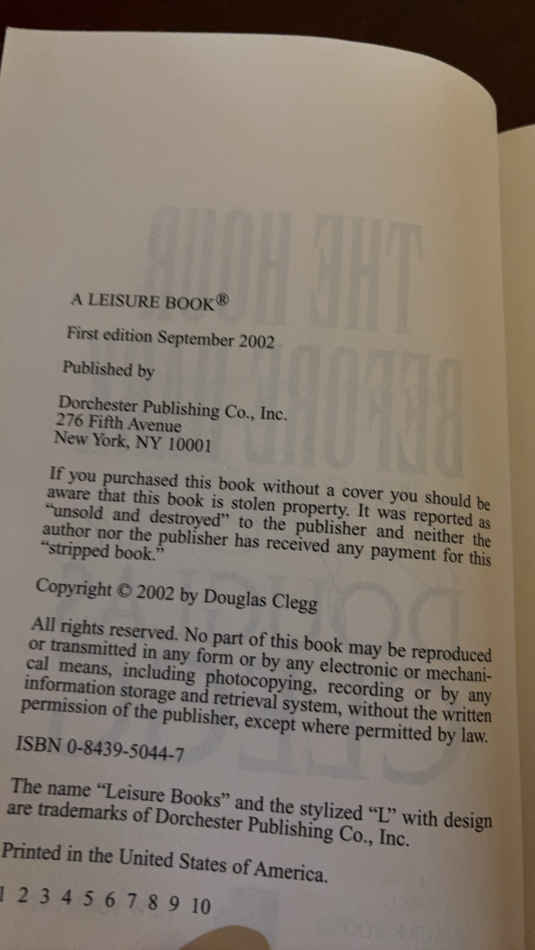 A LEISURE BOOK®
First edition September 2002
Published by
Dorchester Publishing Co., Inc.
276 Fifth Avenue
New York, NY 10001
If you purchased this book without a cover you should be
aware that this book is stolen property. It was reported as
“unsold and destroyed” to the publisher and neither the
author nor the publisher has received any payment for this
“stripped book.”
Copyright © 2002 by Douglas Clegg
All rights reserved. No part of this book may be reproduced
or transmitted in any form or by any electronic or mechani-
cal means, including photocopying, recording or by any
information storage and retrieval system, without the written
permission of the publisher, except where permitted by law.
ISBN 0-8439-5044-7
The name “Leisure Books” and the stylized “L” with design
are trademarks of Dorchester Publishing Co., Inc.
Printed in the United States of America.
1 2 3 4 5 6 7 8 9 10
THE HOUR
BEFORE
DOUGLAS
CLEGG